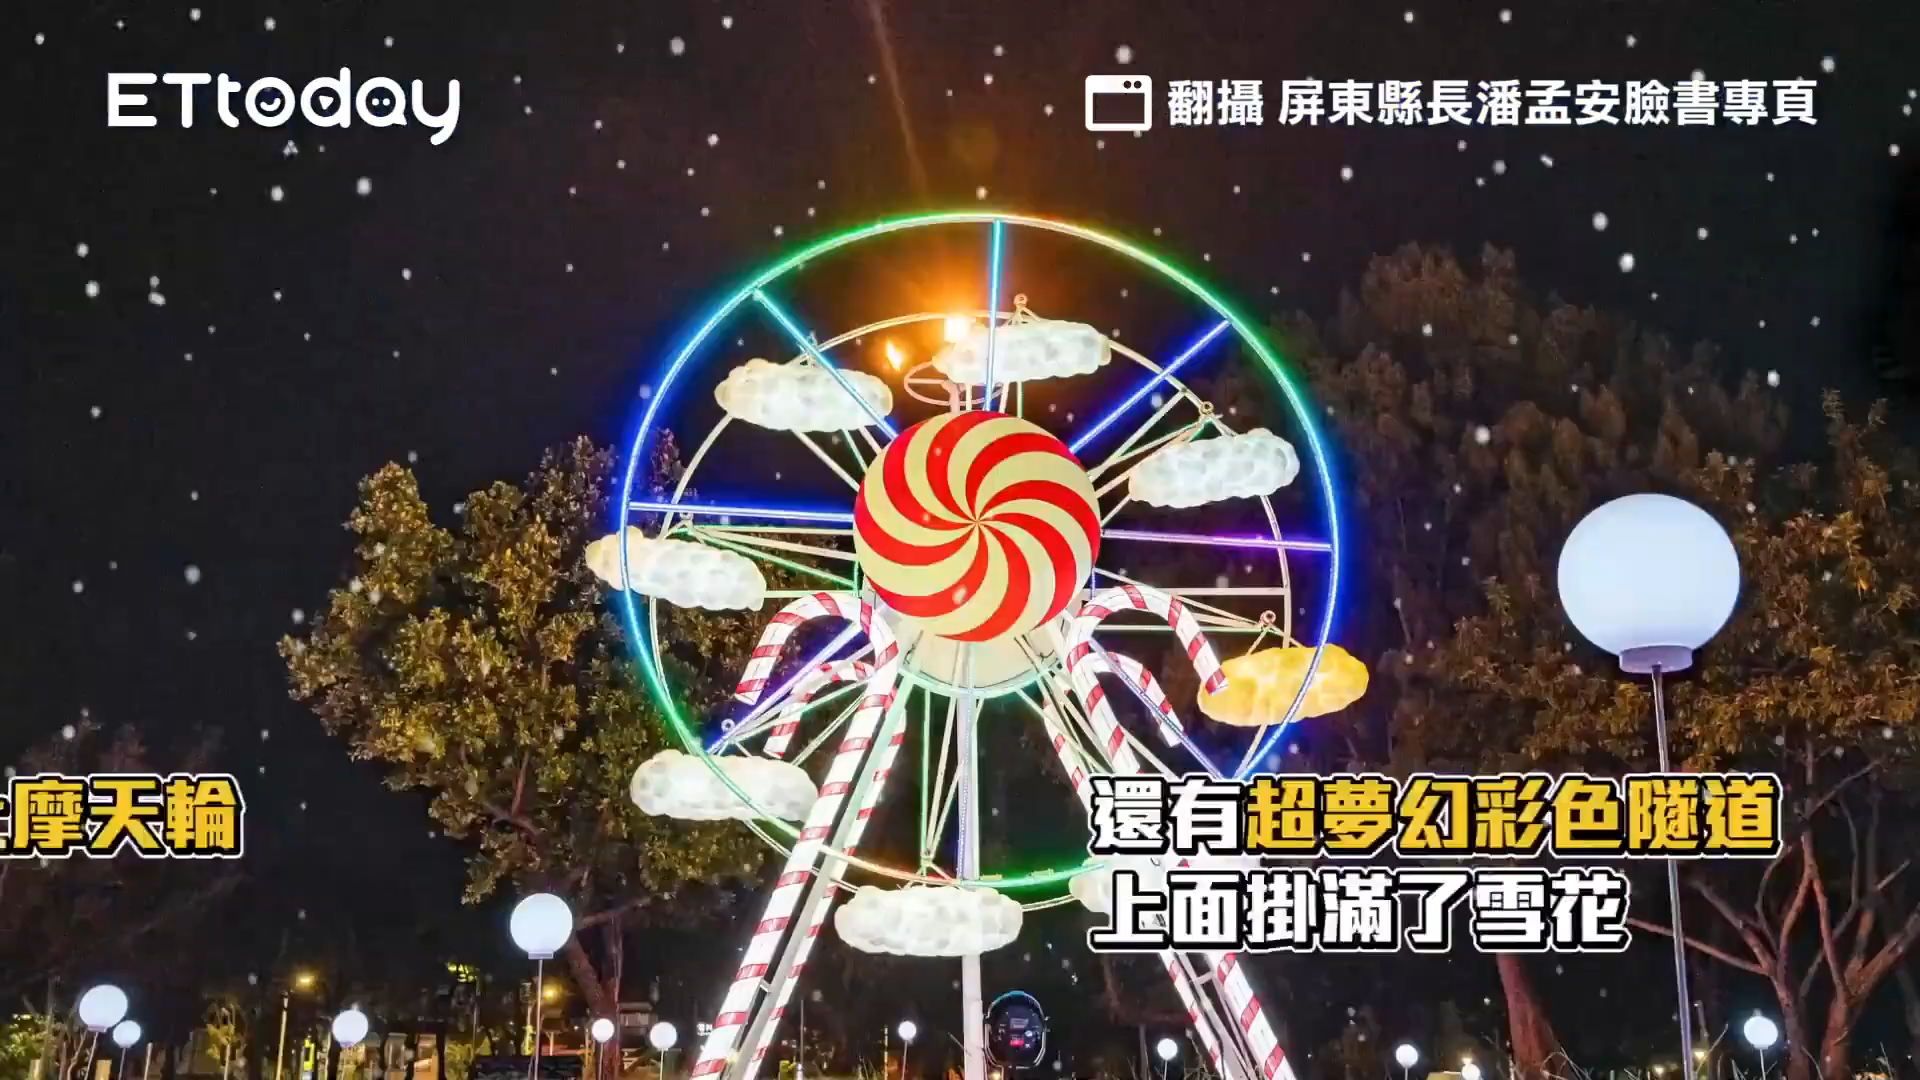 ETtoday
翻攝 屏東縣長潘孟安臉書專頁
摩天輪
還有超夢幻彩色隧道
上面掛滿了雪花